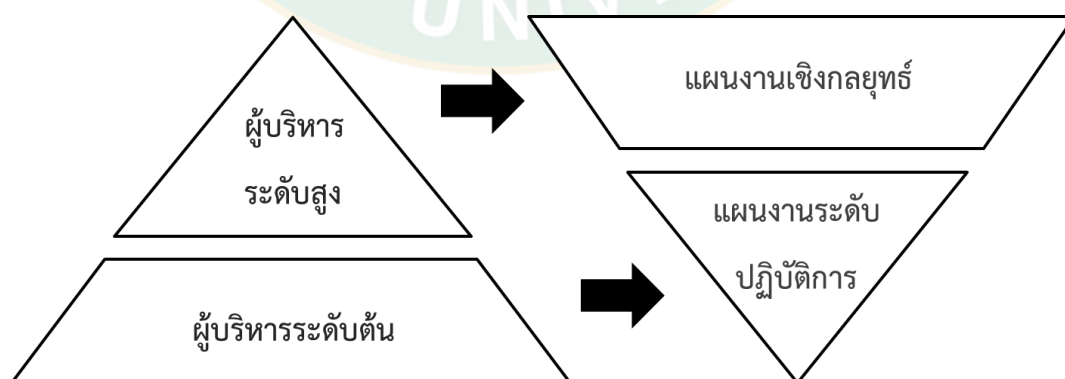 UNIV
ผู้บริหาร
ระดับสูง
แผนงานเชิงกลยุทธ์
แผนงานระดับ
ปฏิบัติการ
ผู้บริหารระดับต้น